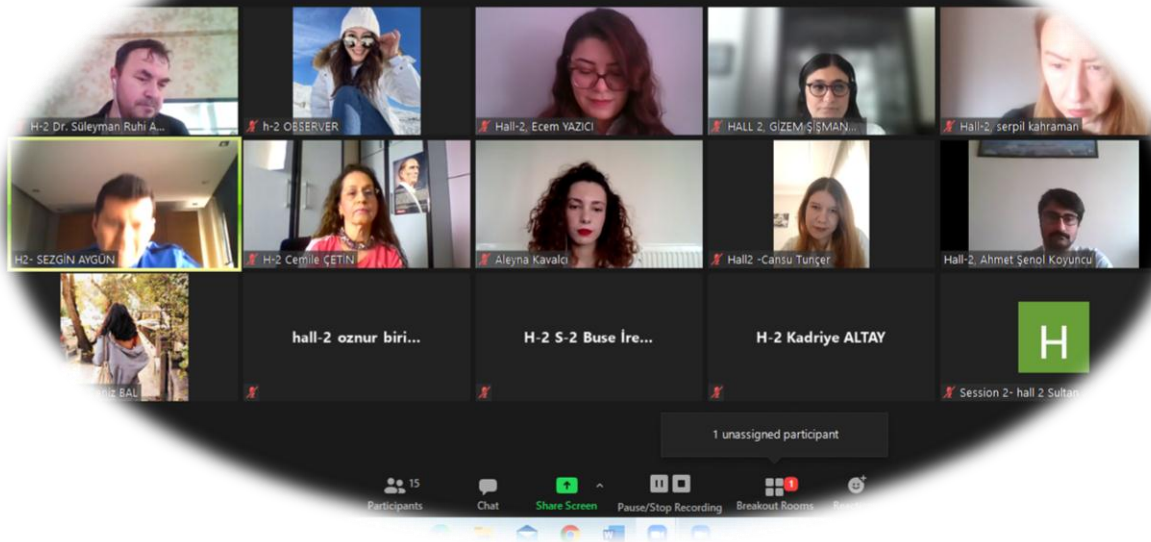 H-2 Dr. Süleyman Ruhi A...
h-2 OBSERVER
Hall-2, Ecem YAZICI
HALL 2, GİZEM ŞİŞMAN...
Hall-2, serpil kahraman
H2- SEZGİN AYGÜN
H-2 Cemile ÇETİN
Aleyna Kavalcı
Hall2 -Cansu Tunçer
Hall-2, Ahmet Şenol Koyuncu
BAL
hall-2 oznur biri...
H-2 S-2 Buse İre...
H-2 Kadriye ALTAY
H
Session 2- hall 2 Sultan
1 unassigned participant
15
1
Participants
Chat
Share Screen
Pause/Stop Recording
Breakout Rooms